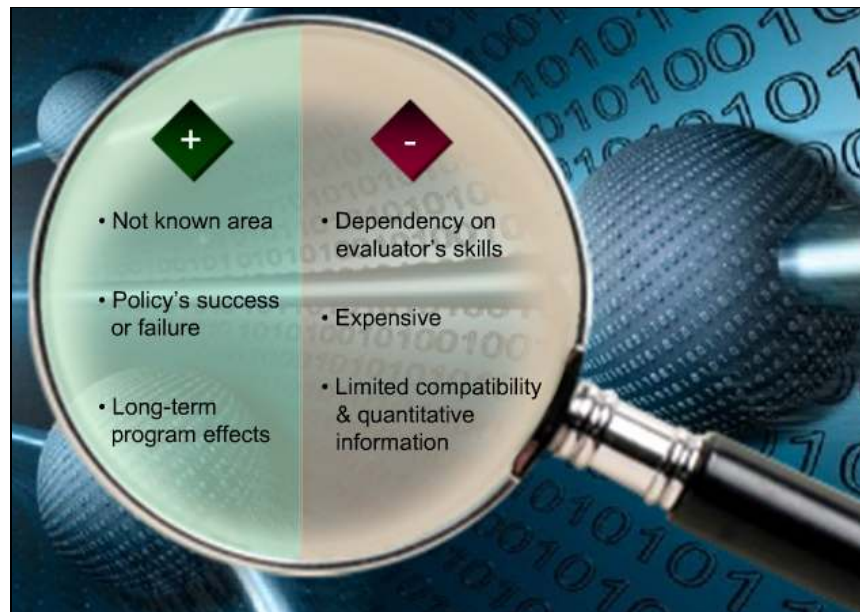 +
• Not known area
• Policy's success
or failure
• Long-term
program effects
-
• Dependency on
evaluator's skills
• Expensive
• Limited compatibility
& quantitative
information